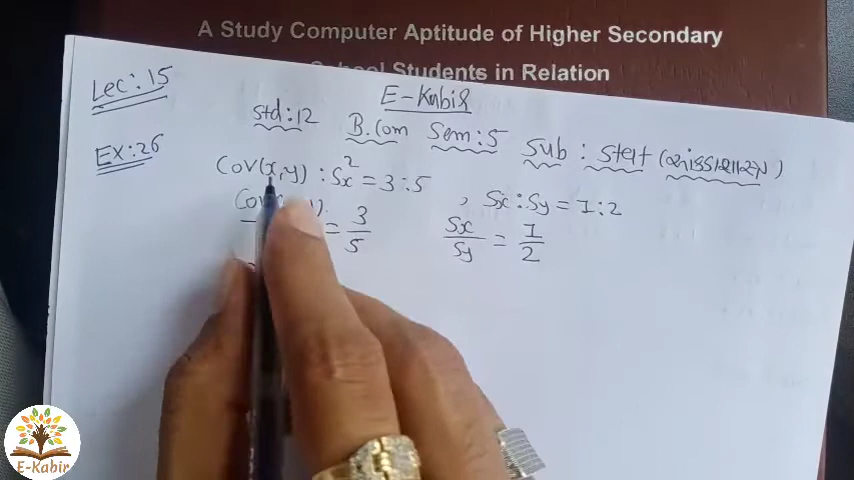 A Study Computer Aptitude of Higher Secondary
School Students in Relation
Lec:15
E-Kabir
Std:12 B.Com Sem:5 Sub: Stat
Ex:26
Cov(x,y) : Sx² = 3:5 , Sx:Sy = 1:2
Cov = 3/5 Sx/Sy = 1/2
E-Kabir